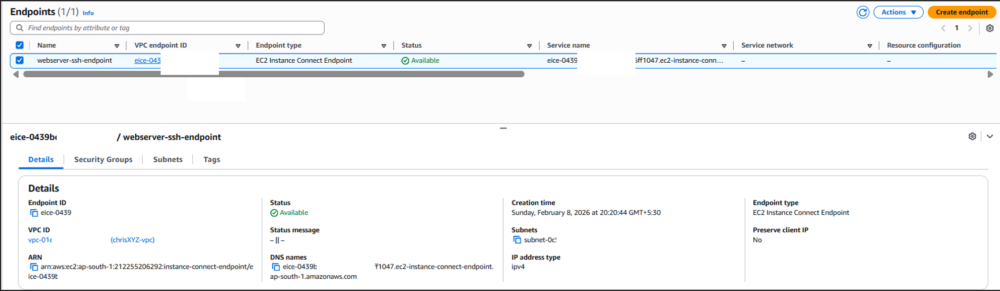 Endpoints (1/1) Info
Actions
Create endpoint
Find endpoints by attribute or tag
1
Name VPC endpoint ID Endpoint type Status Service name Service network Resource configuration
webserver-ssh-endpoint eice-043 EC2 Instance Connect Endpoint Available eice-0439 5ff1047.ec2-instance-conn... – –
eice-0439b / webserver-ssh-endpoint
Details Security Groups Subnets Tags
Details
Endpoint ID
eice-0439
VPC ID
vpc-01e (chrisXYZ-vpc)
ARN
arn:aws:ec2:ap-south-1:212255206292:instance-connect-endpoint/e
ice-0439b
Status
Available
Status message
– || –
DNS names
eice-0439b ff1047.ec2-instance-connect-endpoint.
ap-south-1.amazonaws.com
Creation time
Sunday, February 8, 2026 at 20:20:44 GMT+5:30
Subnets
subnet-0c
IP address type
ipv4
Endpoint type
EC2 Instance Connect Endpoint
Preserve client IP
No